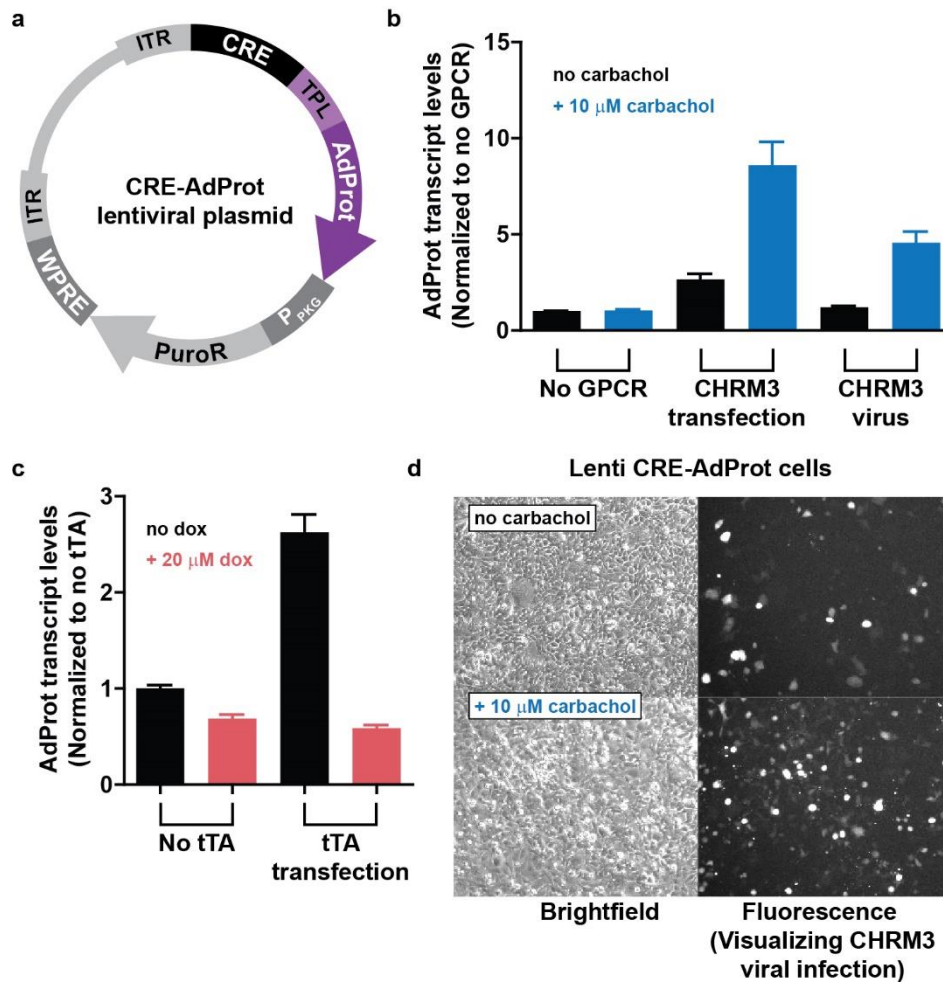 a
ITR
CRE
TPL
AdProt
CRE-AdProt
lentiviral plasmid
ITR
WPRE
PuroR
P PKG
b
AdProt transcript levels
(Normalized to no GPCR)
15
10
5
0
no carbachol
+ 10 μM carbachol
No GPCR
CHRM3
transfection
CHRM3
virus
c
AdProt transcript levels
(Normalized to no tTA)
3
2
1
0
no dox
+ 20 μM dox
No tTA
tTA
transfection
d
Lenti CRE-AdProt cells
no carbachol
+ 10 μM carbachol
Brightfield
Fluorescence
(Visualizing CHRM3
viral infection)